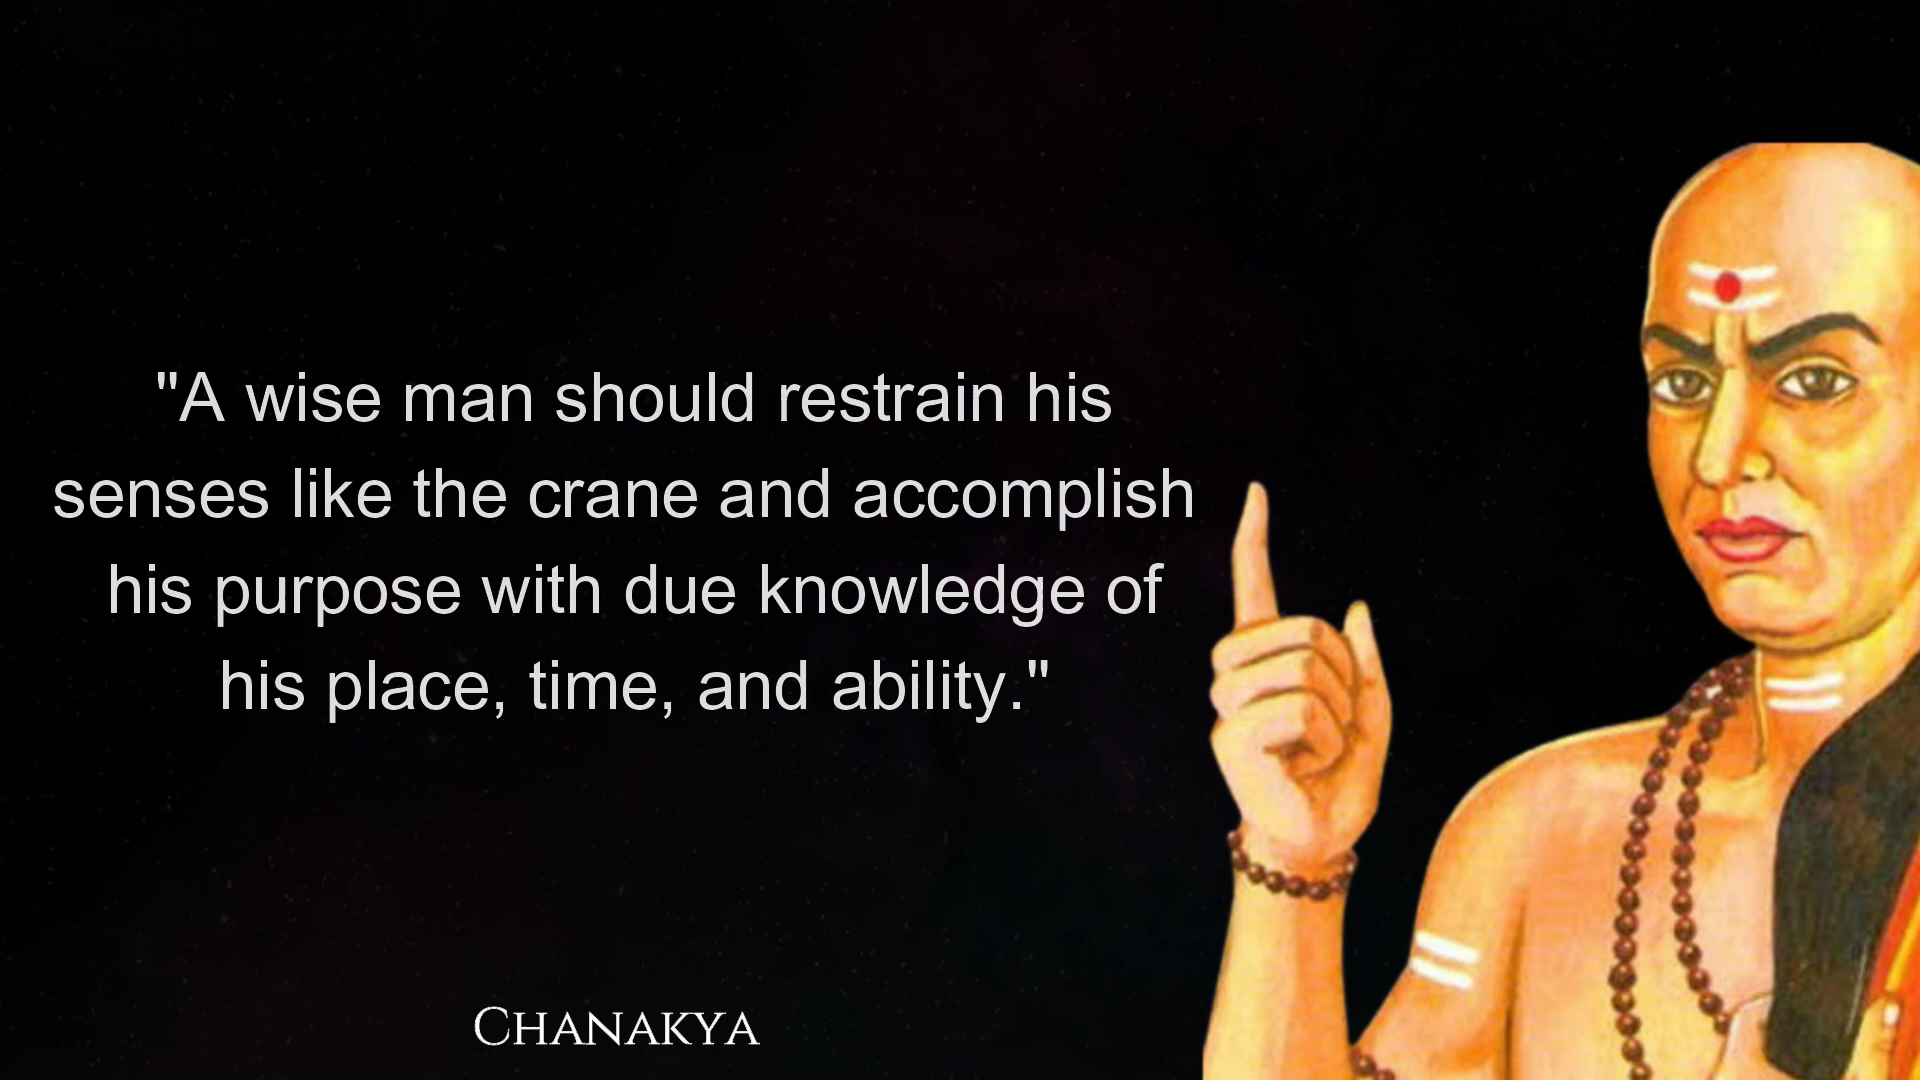 "A wise man should restrain his
senses like the crane and accomplish
his purpose with due knowledge of
his place, time, and ability."
Chanakya